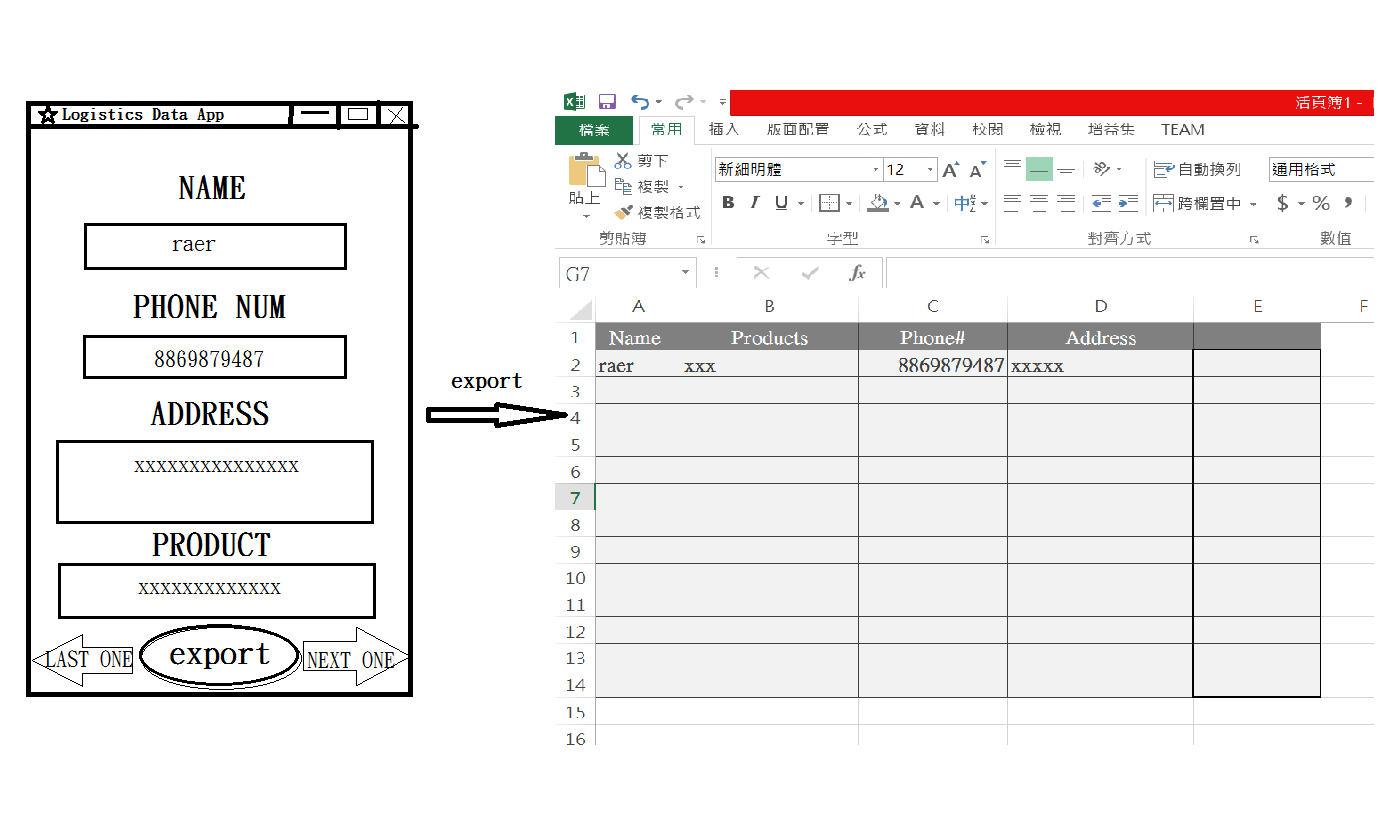 Logistics Data App
NAME
raer
PHONE NUM
8869879487
ADDRESS
xxxxxxxxxxxxxxx
PRODUCT
xxxxxxxxxxxxx
LAST ONE
export
NEXT ONE
export
活頁簿1 -
檔案 常用 插入 版面配置 公式 資料 校閱 檢視 增益集 TEAM
貼上
剪下
複製
複製格式
剪貼簿
新細明體 12
B I U A 中
字型
自動換列
跨欄置中
對齊方式
通用格式
$ % ,
數值
G7 fx
A B C D E F
1 Name Products Phone# Address
2 raer xxx 8869879487 xxxxx
3
4
5
6
7
8
9
10
11
12
13
14
15
16